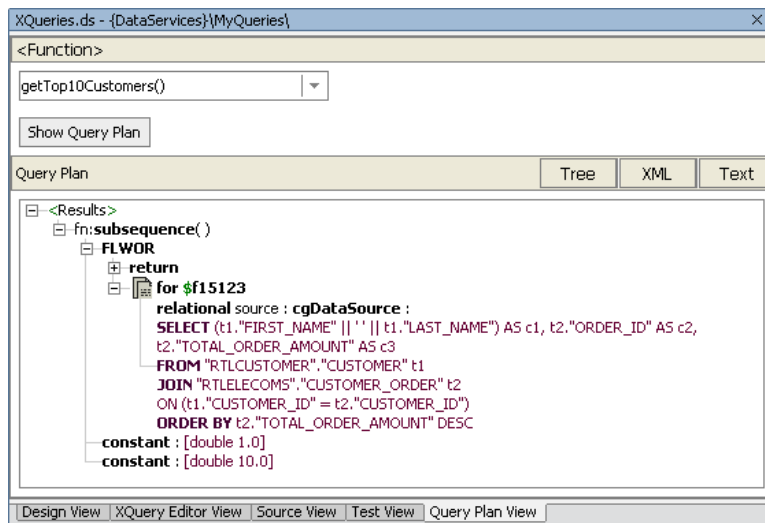 XQueries.ds - {DataServices}\MyQueries\
<Function>
getTop10Customers()
Show Query Plan
Query Plan Tree XML Text
<Results>
fn:subsequence( )
FLWOR
return
for $f15123
relational source : cgDataSource :
SELECT (t1."FIRST_NAME" || ' ' || t1."LAST_NAME") AS c1, t2."ORDER_ID" AS c2,
t2."TOTAL_ORDER_AMOUNT" AS c3
FROM "RTLCUSTOMER"."CUSTOMER" t1
JOIN "RTLELECOMS"."CUSTOMER_ORDER" t2
ON (t1."CUSTOMER_ID" = t2."CUSTOMER_ID")
ORDER BY t2."TOTAL_ORDER_AMOUNT" DESC
constant : [double 1.0]
constant : [double 10.0]
Design View XQuery Editor View Source View Test View Query Plan View